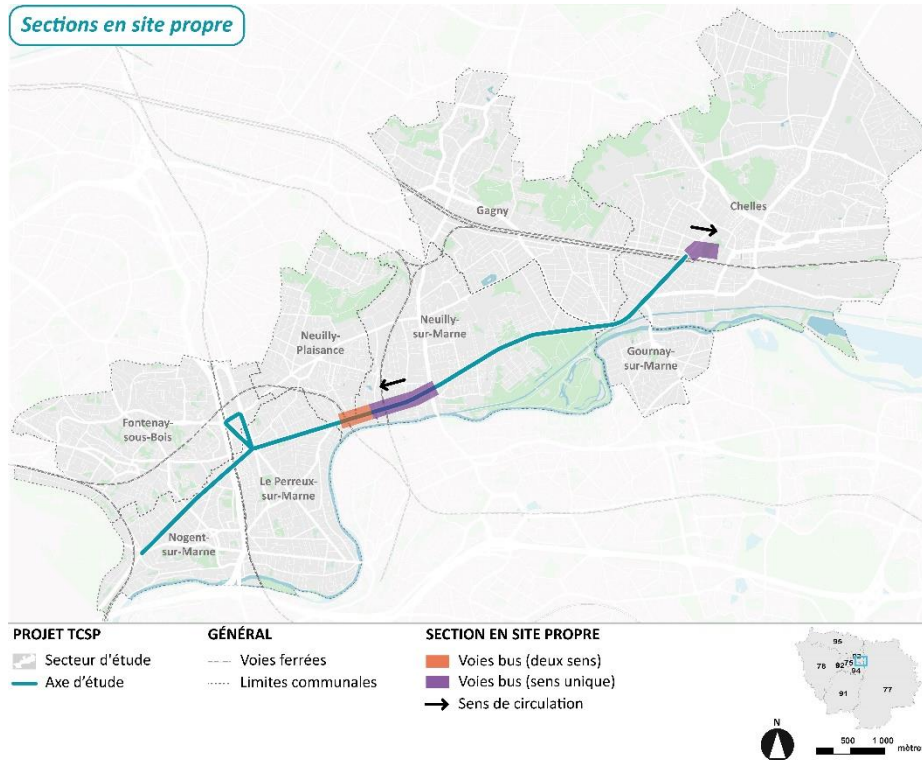 Sections en site propre
Chelles
Gagny
Neuilly-
sur-Marne
Neuilly-
Plaisance
Gournay-
sur-Marne
Fontenay-
sous-Bois
Le Perreux-
sur-Marne
Nogent-
sur-Marne
PROJET TCSP
Secteur d'étude
Axe d'étude
GÉNÉRAL
Voies ferrées
Limites communales
SECTION EN SITE PROPRE
Voies bus (deux sens)
Voies bus (sens unique)
Sens de circulation
95
78
92
75
94
91
77
N
500 1 000
mètre